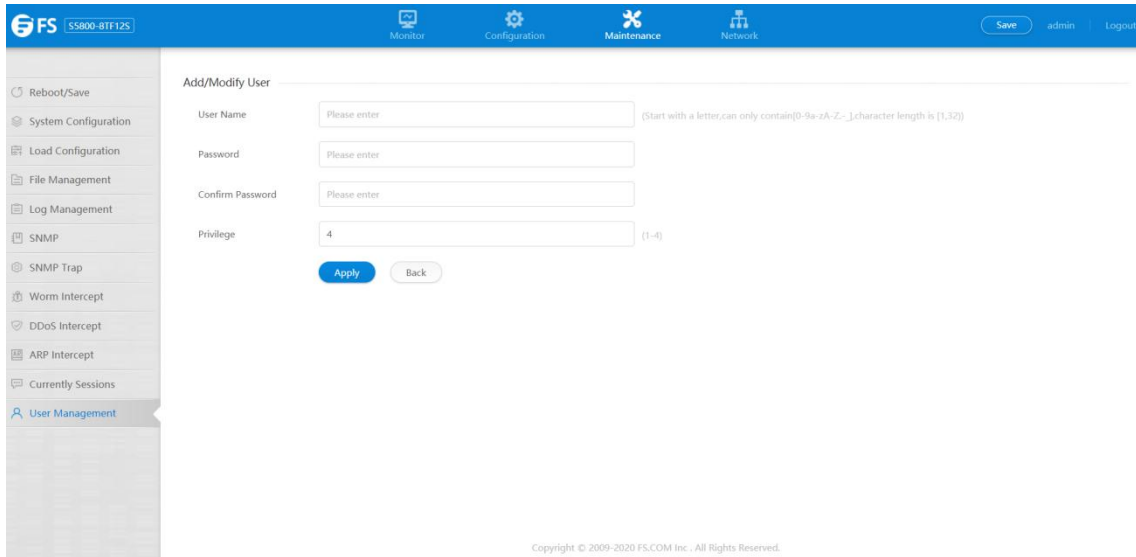 FS S5800-8TF12S
Monitor
Configuration
Maintenance
Network
Save
admin
Logout
Reboot/Save
System Configuration
Load Configuration
File Management
Log Management
SNMP
SNMP Trap
Worm Intercept
DDoS Intercept
ARP Intercept
Currently Sessions
User Management
Add/Modify User
User Name Please enter (Start with a letter,can only contain[0-9a-zA-Z.-_],character length is [1,32])
Password Please enter
Confirm Password Please enter
Privilege 4 (1-4)
Apply Back
Copyright © 2009-2020 FS.COM Inc . All Rights Reserved.